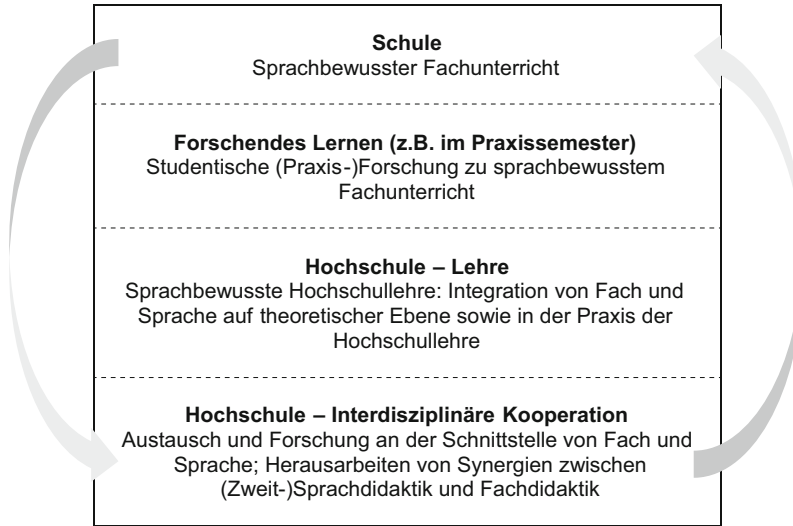 Schule
Sprachbewusster Fachunterricht
Forschendes Lernen (z.B. im Praxissemester)
Studentische (Praxis-)Forschung zu sprachbewusstem
Fachunterricht
Hochschule – Lehre
Sprachbewusste Hochschullehre: Integration von Fach und
Sprache auf theoretischer Ebene sowie in der Praxis der
Hochschullehre
Hochschule – Interdisziplinäre Kooperation
Austausch und Forschung an der Schnittstelle von Fach und
Sprache; Herausarbeiten von Synergien zwischen
(Zweit-)Sprachdidaktik und Fachdidaktik